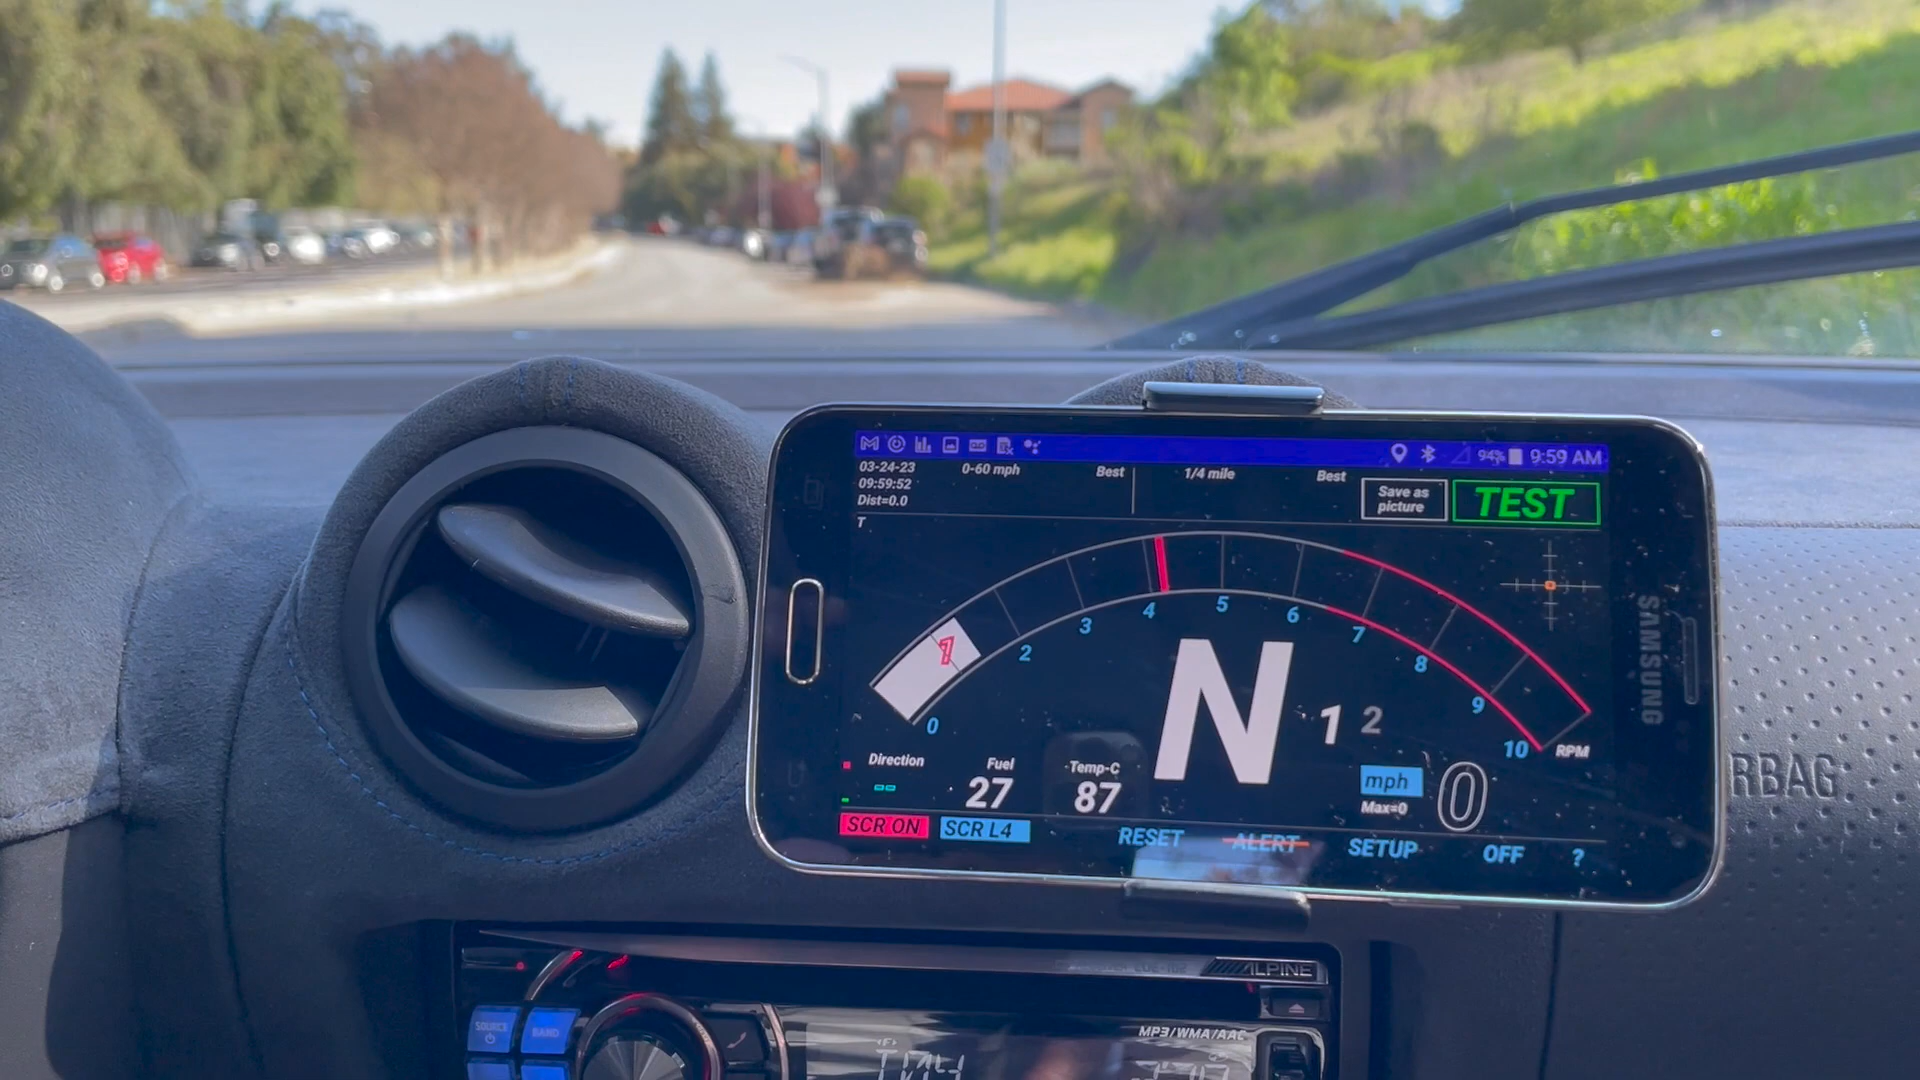 94% 9:59 AM
03-24-23
09:59:52
Dist=0.0
0-60 mph Best
1/4 mile Best
Save as
picture
TEST
T
0 1 2 3 4 5 6 7 8 9 10 RPM
N 1 2
mph
Max=0
0
Direction
Fuel
27
Temp-C
87
SCR ON SCR L4 RESET ALERT SETUP OFF ?
SAMSUNG
RBAG
ALPINE
SOURCE BAND
MP3/WMA/AAC